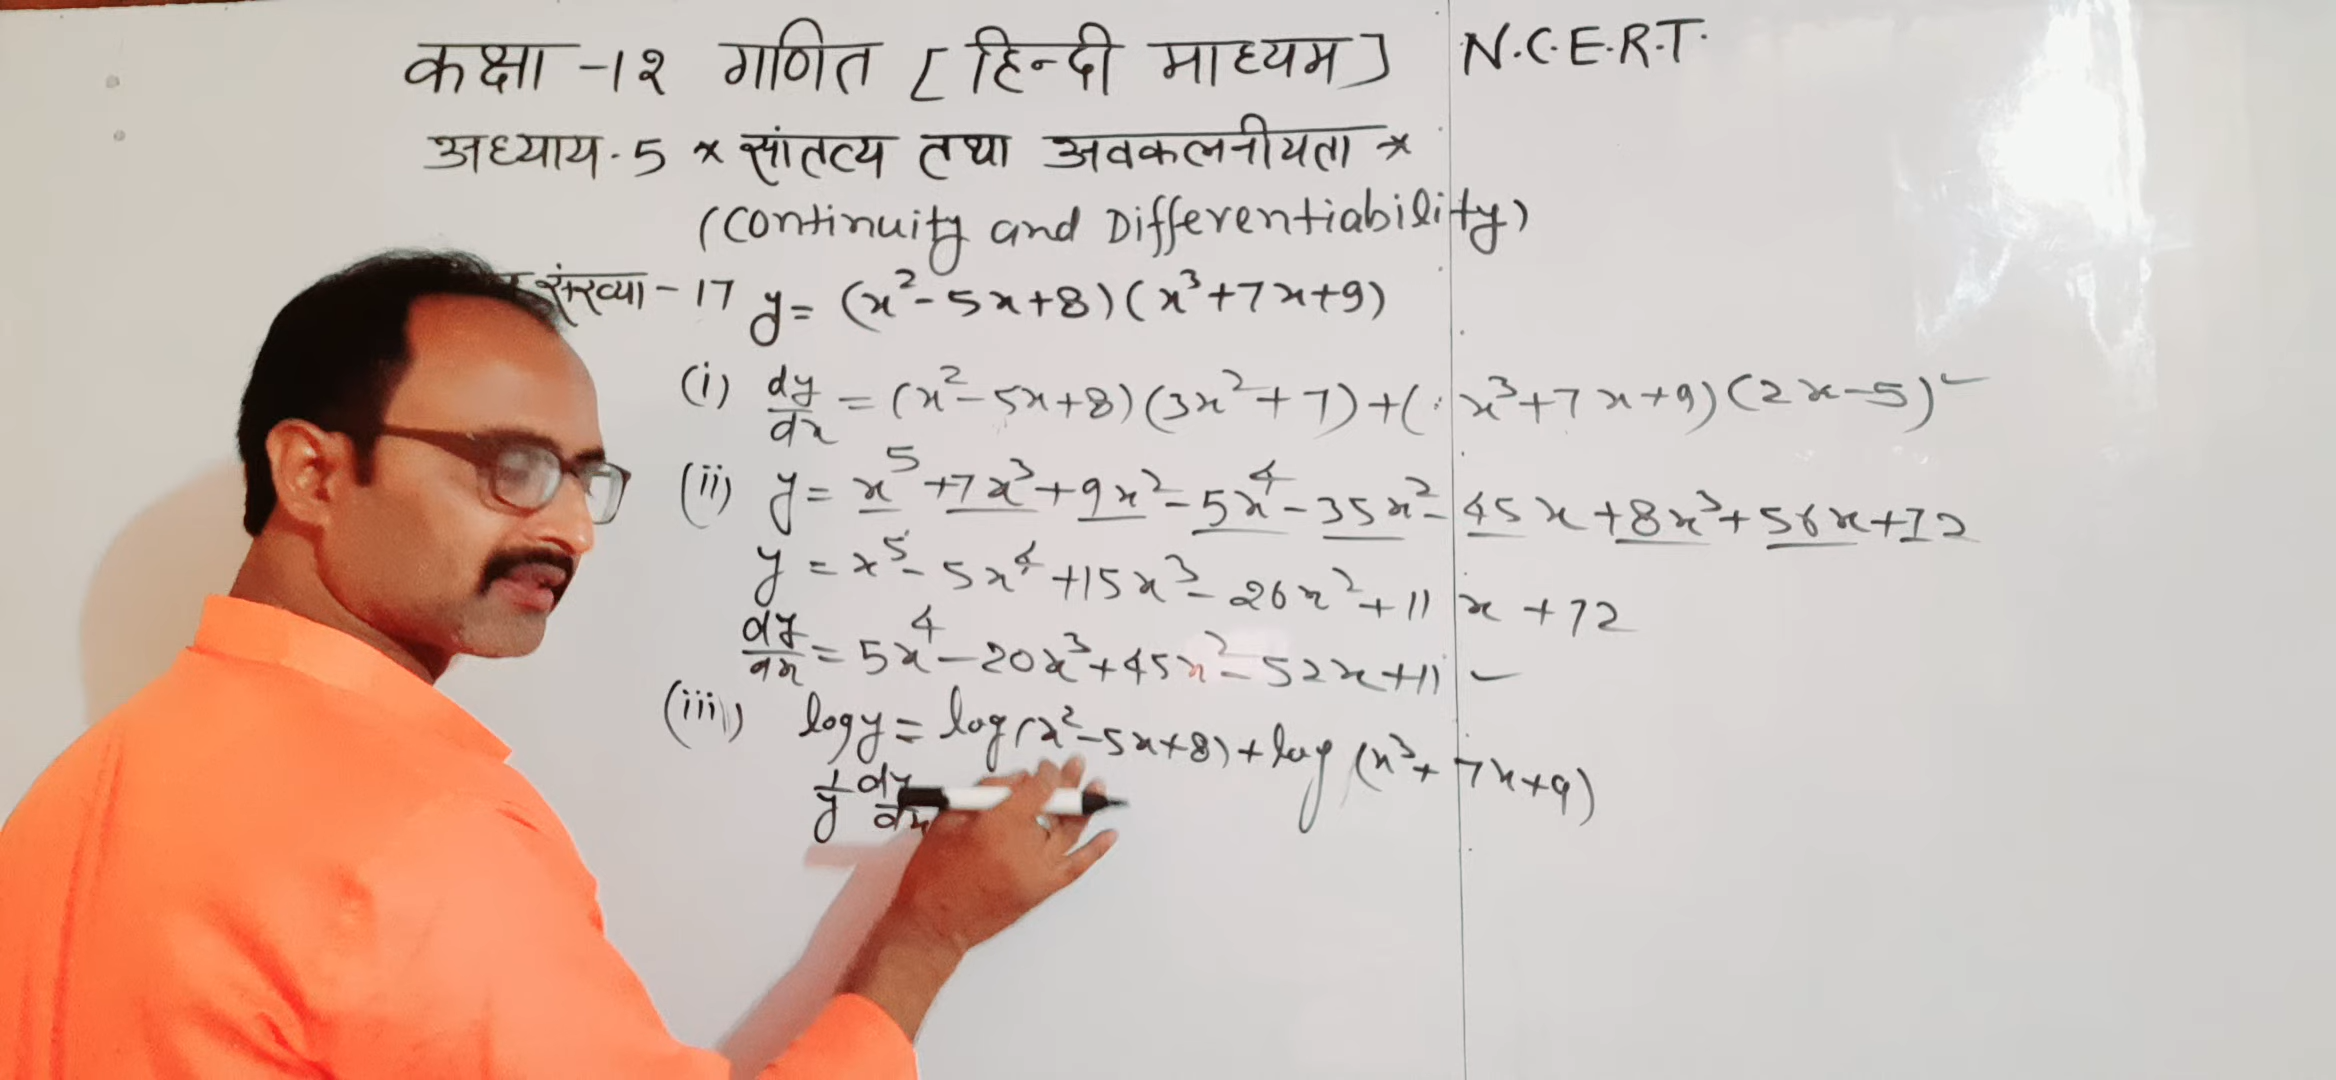 कक्षा -१२ गणित [हिन्दी माध्यम] N.C.E.R.T.
अध्याय-5 * सांतत्य तथा अवकलनीयता *
(Continuity and Differentiability)
संख्या - 17 y = (x² - 5x + 8)(x³ + 7x + 9)
(i) dy/dx = (x² - 5x + 8)(3x² + 7) + (x³ + 7x + 9)(2x - 5)
(ii) y = x⁵ + 7x³ + 9x² - 5x⁴ - 35x² - 45x + 8x³ + 56x + 72
y = x⁵ - 5x⁴ + 15x³ - 26x² + 11x + 72
dy/dx = 5x⁴ - 20x³ + 45x² - 52x + 11
(iii) log y = log(x² - 5x + 8) + log(x³ + 7x + 9)
1/y dy/dx